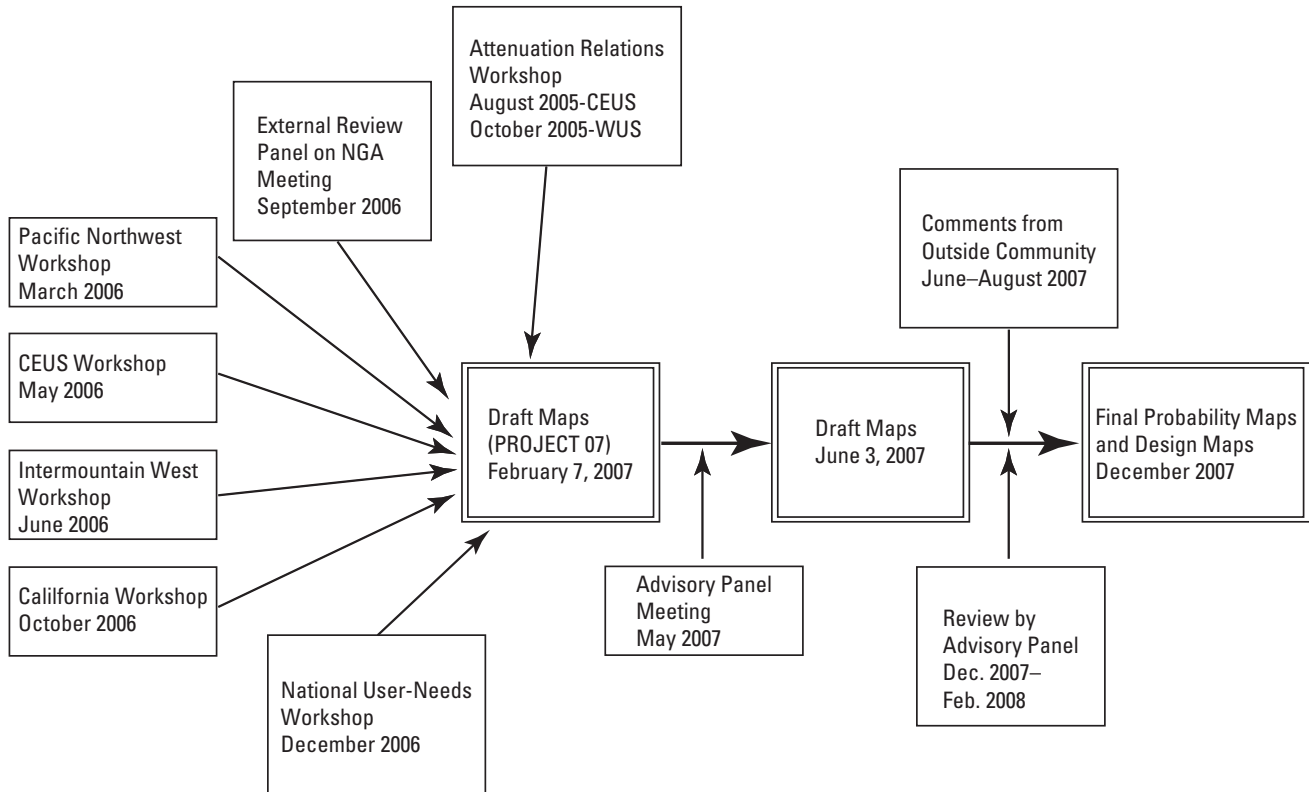 Attenuation Relations
Workshop
August 2005-CEUS
October 2005-WUS
External Review
Panel on NGA
Meeting
September 2006
Pacific Northwest
Workshop
March 2006
CEUS Workshop
May 2006
Intermountain West
Workshop
June 2006
Calilfornia Workshop
October 2006
National User-Needs
Workshop
December 2006
Draft Maps
(PROJECT 07)
February 7, 2007
Advisory Panel
Meeting
May 2007
Draft Maps
June 3, 2007
Comments from
Outside Community
June–August 2007
Review by
Advisory Panel
Dec. 2007–
Feb. 2008
Final Probability Maps
and Design Maps
December 2007